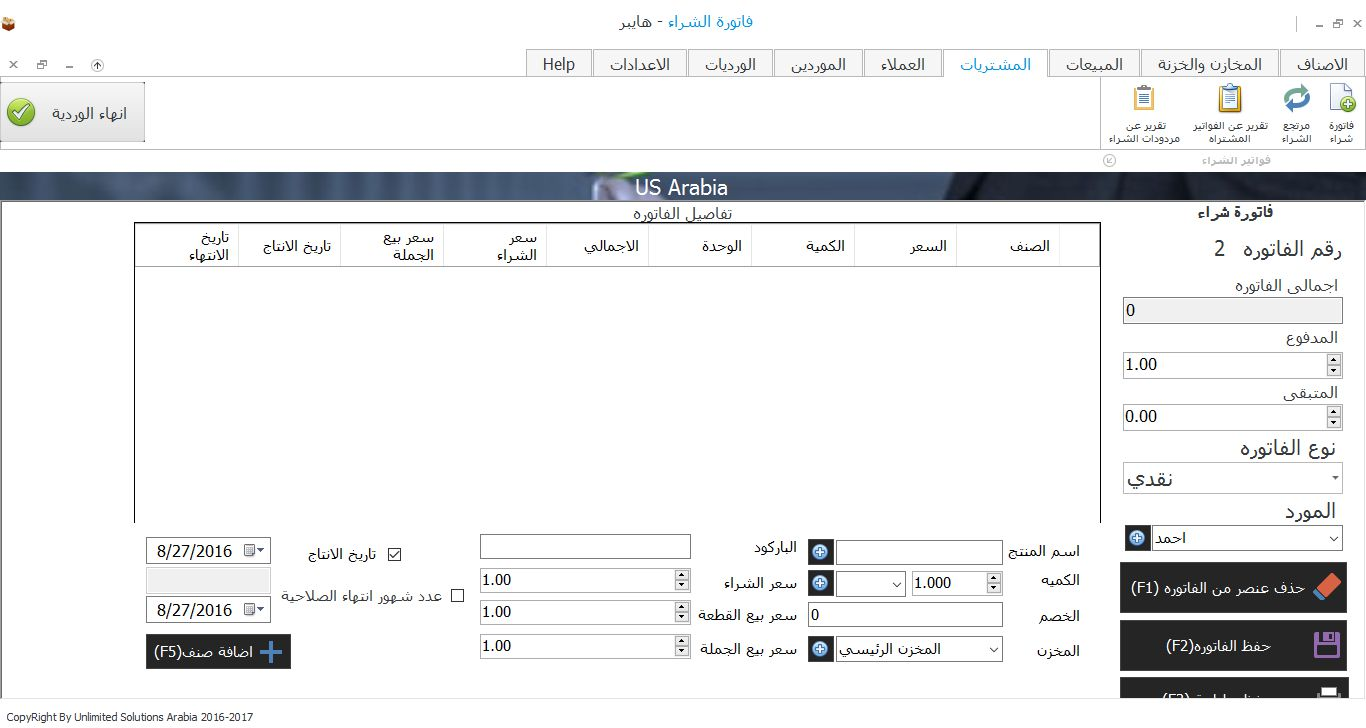 فاتورة الشراء - هايبر
الاصناف
المخازن والخزنة
المبيعات
المشتريات
العملاء
الموردين
الورديات
الاعدادات
Help
فاتورة شراء
مرتجع الشراء
تقرير عن الفواتير المشتراه
تقرير عن مردودات الشراء
انهاء الوردية
فواتير الشراء
US Arabia
فاتورة شراء
رقم الفاتوره 2
اجمالى الفاتوره
0
المدفوع
1.00
المتبقى
0.00
نوع الفاتوره
نقدي
المورد
احمد
حذف عنصر من الفاتوره (F1)
حفظ الفاتوره(F2)
تفاصيل الفاتوره
الصنف
السعر
الكمية
الوحدة
الاجمالي
سعر الشراء
سعر بيع الجملة
تاريخ الانتاج
تاريخ الانتهاء
اسم المنتج
الباركود
تاريخ الانتاج
8/27/2016
الكميه
1.000
سعر الشراء
1.00
عدد شهور انتهاء الصلاحية
الخصم
0
سعر بيع القطعة
1.00
8/27/2016
المخزن
المخزن الرئيسي
سعر بيع الجملة
1.00
اضافة صنف(F5)
CopyRight By Unlimited Solutions Arabia 2016-2017